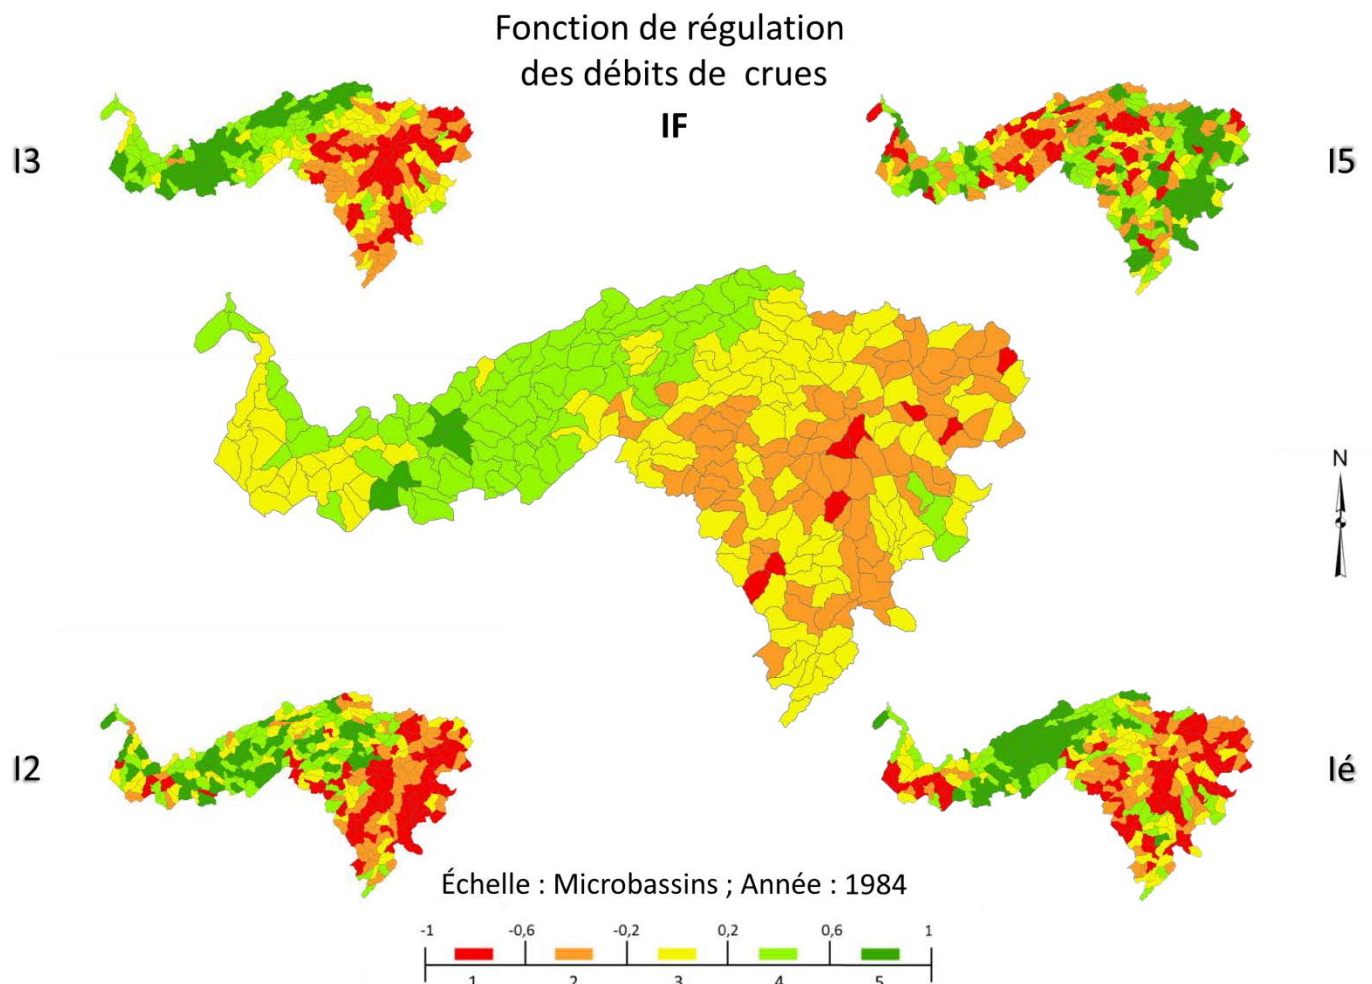 Fonction de régulation
des débits de crues
IF
I3
I5
N
I2
Ié
Échelle : Microbassins ; Année : 1984
-1 -0,6 -0,2 0,2 0,6 1
1 2 3 4 5